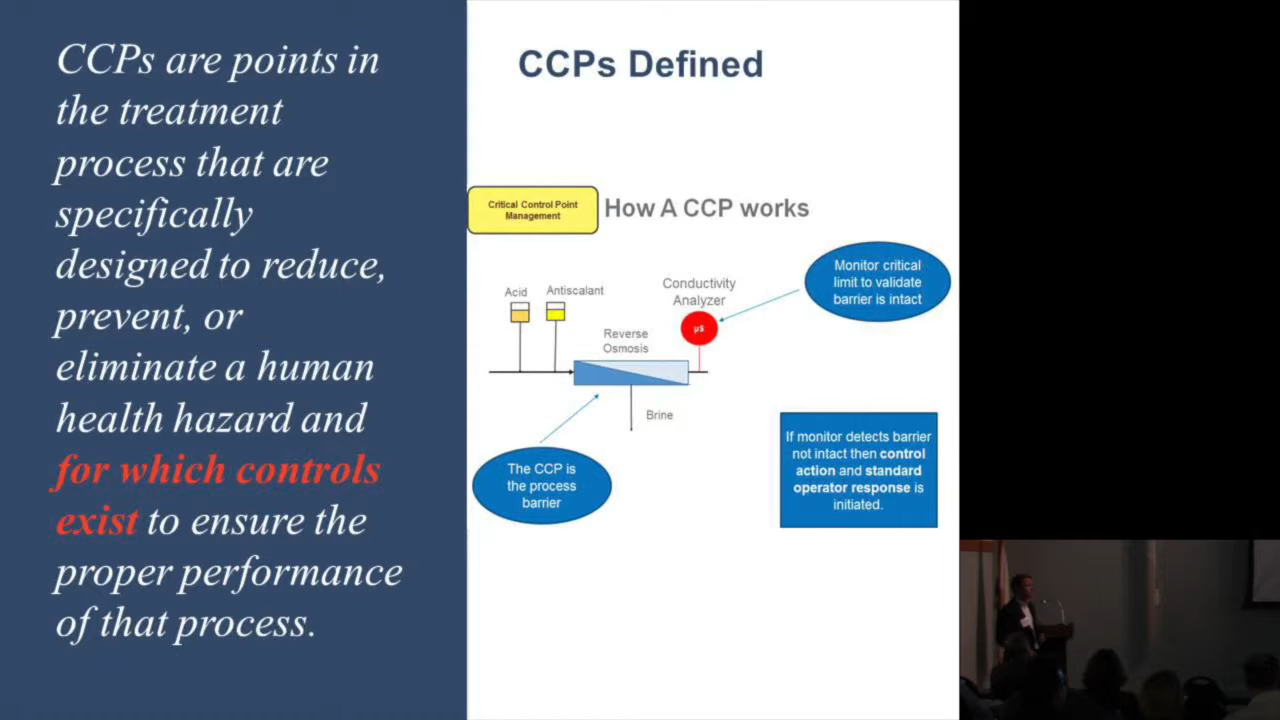 CCPs are points in
the treatment
process that are
specifically
designed to reduce,
prevent, or
eliminate a human
health hazard and
for which controls
exist to ensure the
proper performance
of that process.
CCPs Defined
Critical Control Point
Management
How A CCP works
Monitor critical
limit to validate
barrier is intact
Conductivity
Analyzer
Acid
Antiscalant
µS
Reverse
Osmosis
Brine
The CCP is
the process
barrier
If monitor detects barrier
not intact then control
action and standard
operator response is
initiated.